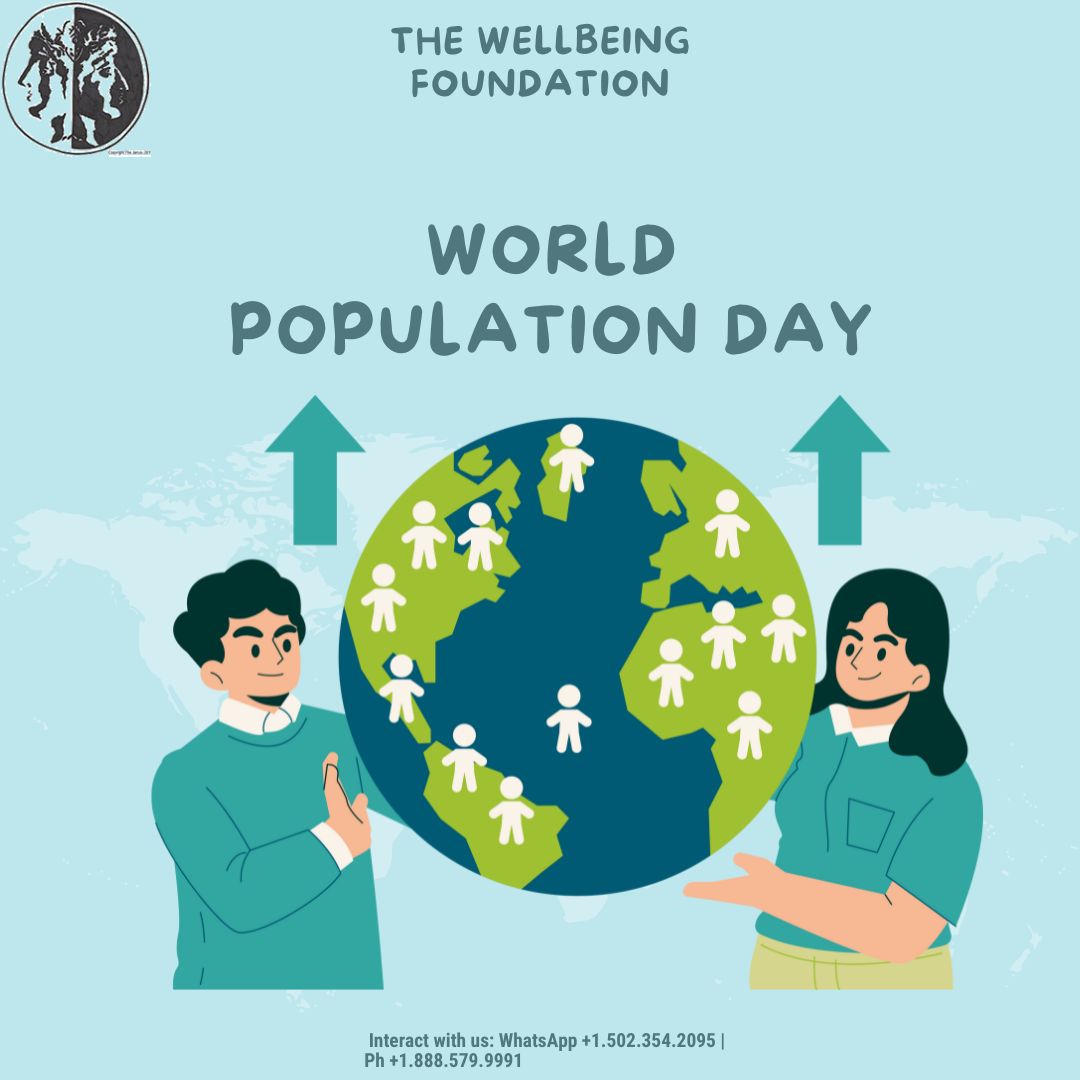 THE WELLBEING
FOUNDATION
WORLD
POPULATION DAY
Interact with us: WhatsApp +1.502.354.2095 |
Ph +1.888.579.9991